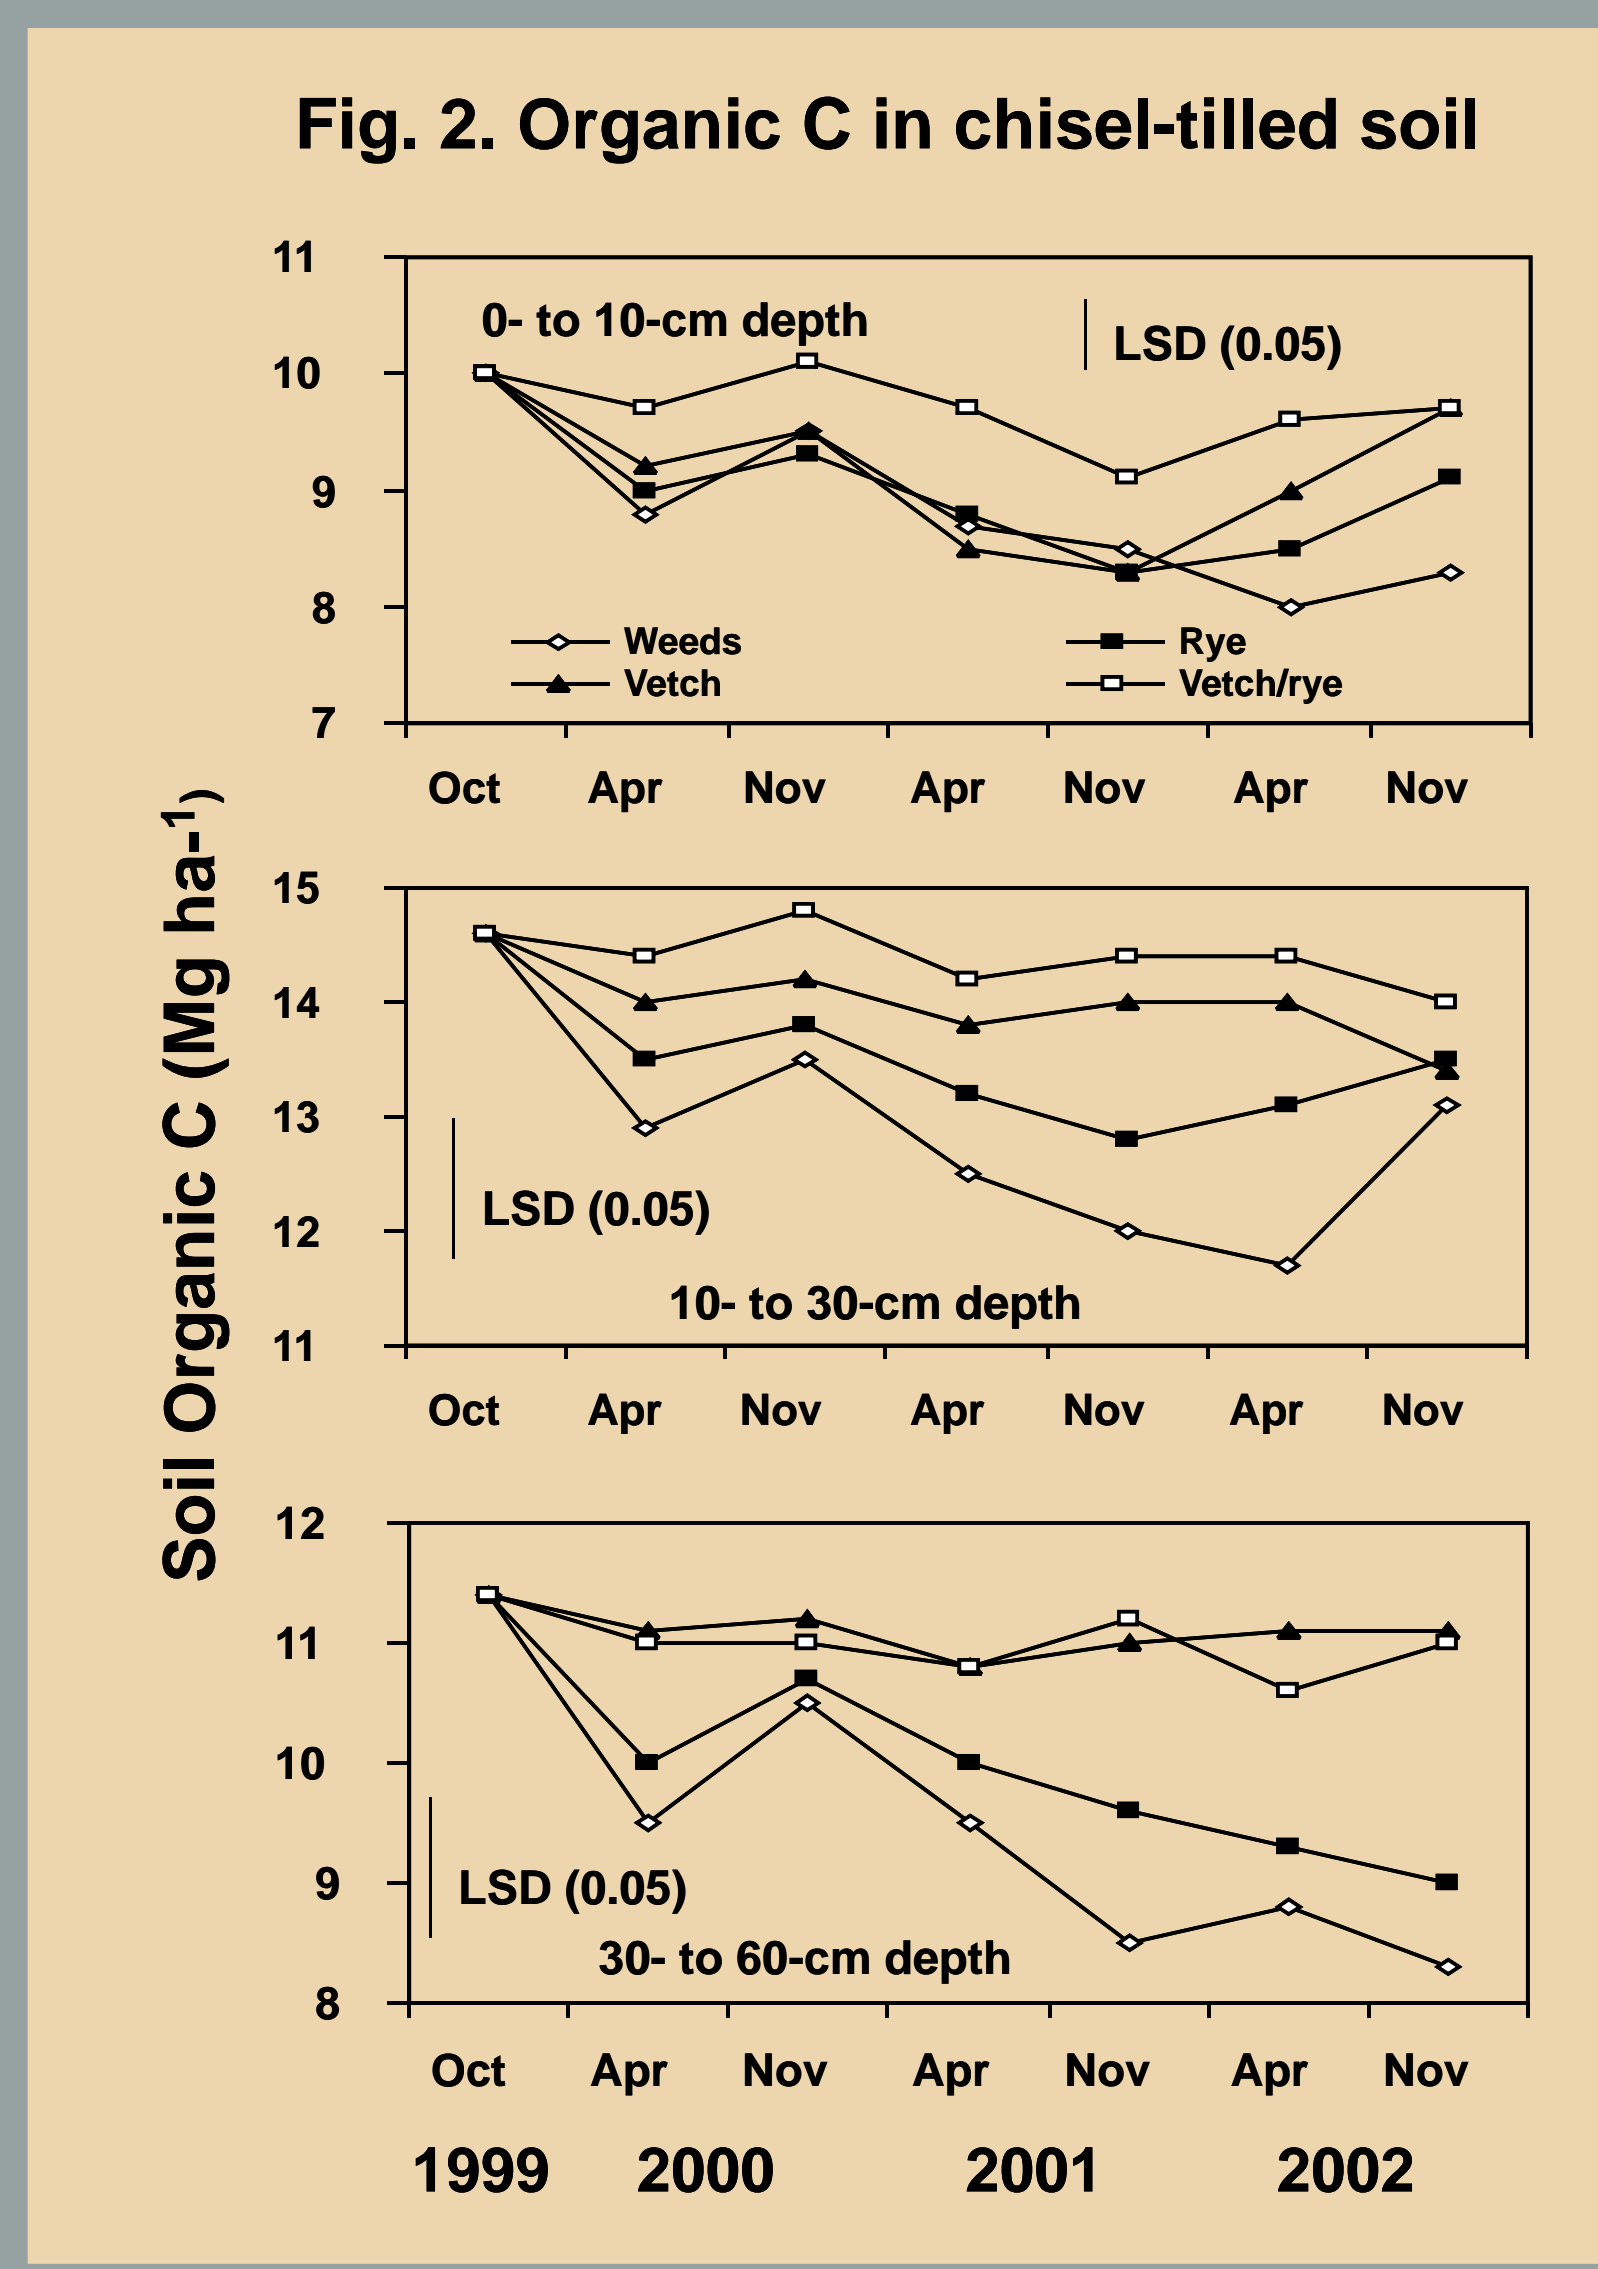 Fig. 2. Organic C in chisel-tilled soil
Soil Organic C (Mg ha-1)
11
10
9
8
7
0- to 10-cm depth
LSD (0.05)
Weeds
Rye
Vetch
Vetch/rye
Oct Apr Nov Apr Nov Apr Nov
15
14
13
12
11
LSD (0.05)
10- to 30-cm depth
Oct Apr Nov Apr Nov Apr Nov
12
11
10
9
8
LSD (0.05)
30- to 60-cm depth
Oct Apr Nov Apr Nov Apr Nov
1999 2000 2001 2002